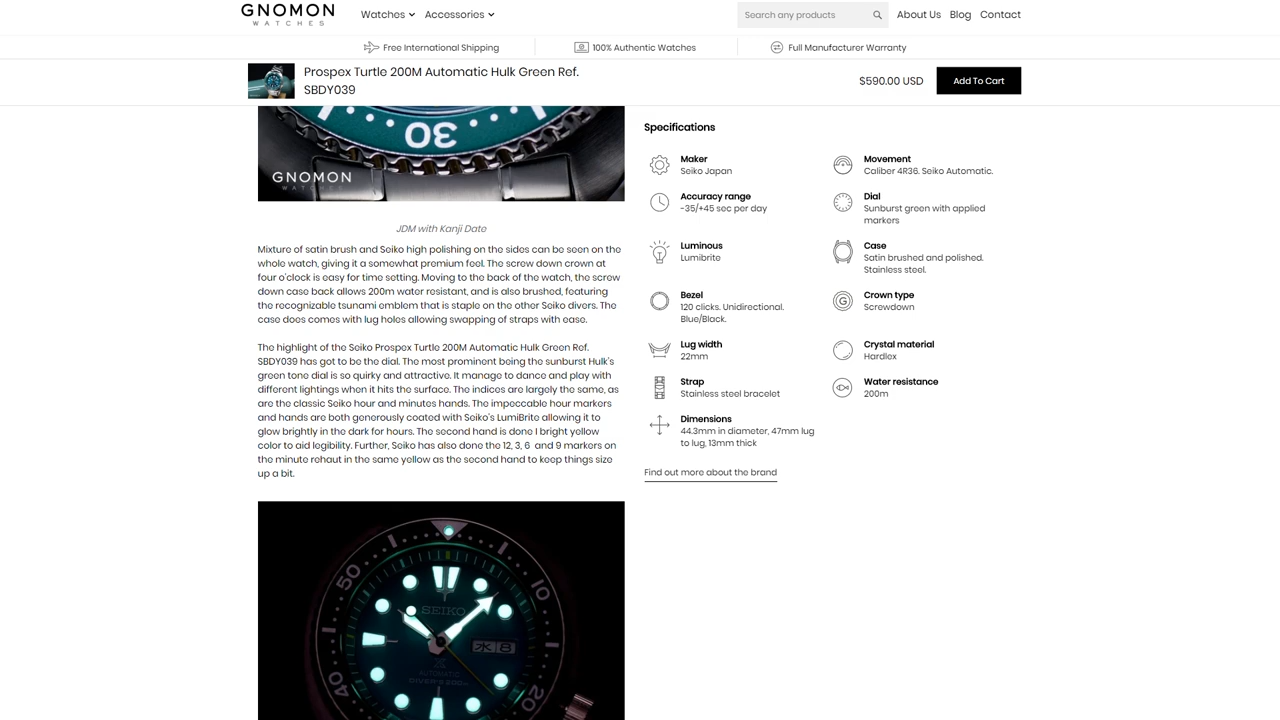 GNOMON
WATCHES
Watches
Accessories
Search any products
About Us
Blog
Contact
Free International Shipping
100% Authentic Watches
Full Manufacturer Warranty
Prospex Turtle 200M Automatic Hulk Green Ref.
SBDY039
$590.00 USD
Add To Cart
30
GNOMON
WATCHES
JDM with Kanji Date
Mixture of satin brush and Seiko high polishing on the sides can be seen on the
whole watch, giving it a somewhat premium feel. The screw down crown at
four o'clock is easy for time setting. Moving to the back of the watch, the screw
down case back allows 200m water resistant, and is also brushed, featuring
the recognizable tsunami emblem that is staple on the other Seiko divers. The
case does comes with lug holes allowing swapping of straps with ease.
The highlight of the Seiko Prospex Turtle 200M Automatic Hulk Green Ref.
SBDY039 has got to be the dial. The most prominent being the sunburst Hulk's
green tone dial is so quirky and attractive. It manage to dance and play with
different lightings when it hits the surface. The indices are largely the same, as
are the classic Seiko hour and minutes hands. The impeccable hour markers
and hands are both generously coated with Seiko's LumiBrite allowing it to
glow brightly in the dark for hours. The second hand is done I bright yellow
color to aid legibility. Further, Seiko has also done the 12, 3, 6 and 9 markers on
the minute rehaut in the same yellow as the second hand to keep things size
up a bit.
50
10
SEIKO
水 8
AUTOMATIC
DIVER'S 200m
40
20
Specifications
Maker
Seiko Japan
Movement
Caliber 4R36. Seiko Automatic.
Accuracy range
-35/+45 sec per day
Dial
Sunburst green with applied
markers
Luminous
Lumibrite
Case
Satin brushed and polished.
Stainless steel.
Bezel
120 clicks. Unidirectional.
Blue/Black.
Crown type
Screwdown
Lug width
22mm
Crystal material
Hardlex
Strap
Stainless steel bracelet
Water resistance
200m
Dimensions
44.3mm in diameter, 47mm lug
to lug, 13mm thick
Find out more about the brand